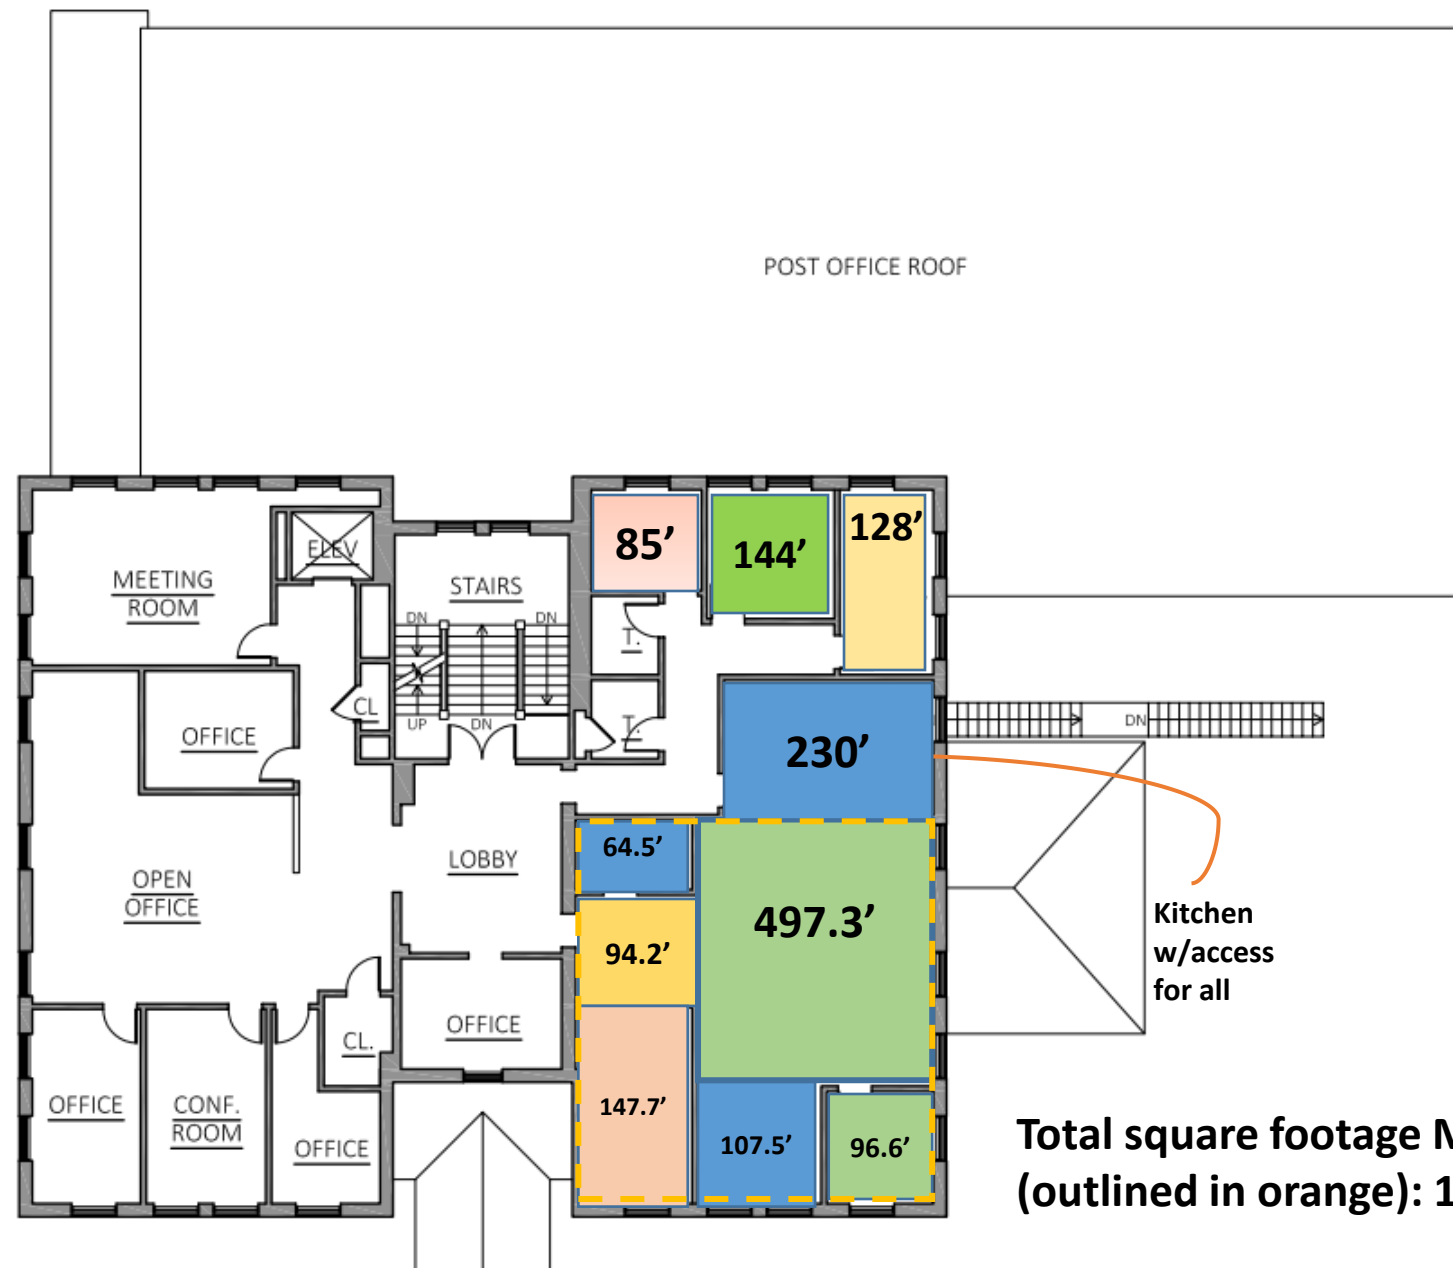 POST OFFICE ROOF
85’
144’
128’
ELEV
MEETING
ROOM
STAIRS
DN
DN
T.
CL
UP
DN
T.
OFFICE
230’
DN
64.5’
LOBBY
OPEN
OFFICE
497.3’
94.2’
Kitchen
w/access
for all
OFFICE
CL.
OFFICE
CONF.
ROOM
OFFICE
147.7’
107.5’
96.6’
Total square footage
(outlined in orange): 1